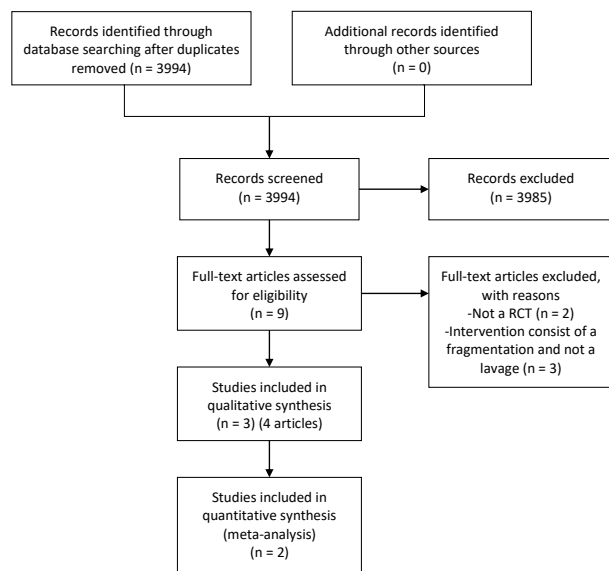 Records identified through
database searching after duplicates
removed (n = 3994)
Additional records identified
through other sources
(n = 0)
Records screened
(n = 3994)
Records excluded
(n = 3985)
Full-text articles assessed
for eligibility
(n = 9)
Full-text articles excluded,
with reasons
-Not a RCT (n = 2)
-Intervention consist of a
fragmentation and not a
lavage (n = 3)
Studies included in
qualitative synthesis
(n = 3) (4 articles)
Studies included in
quantitative synthesis
(meta-analysis)
(n = 2)